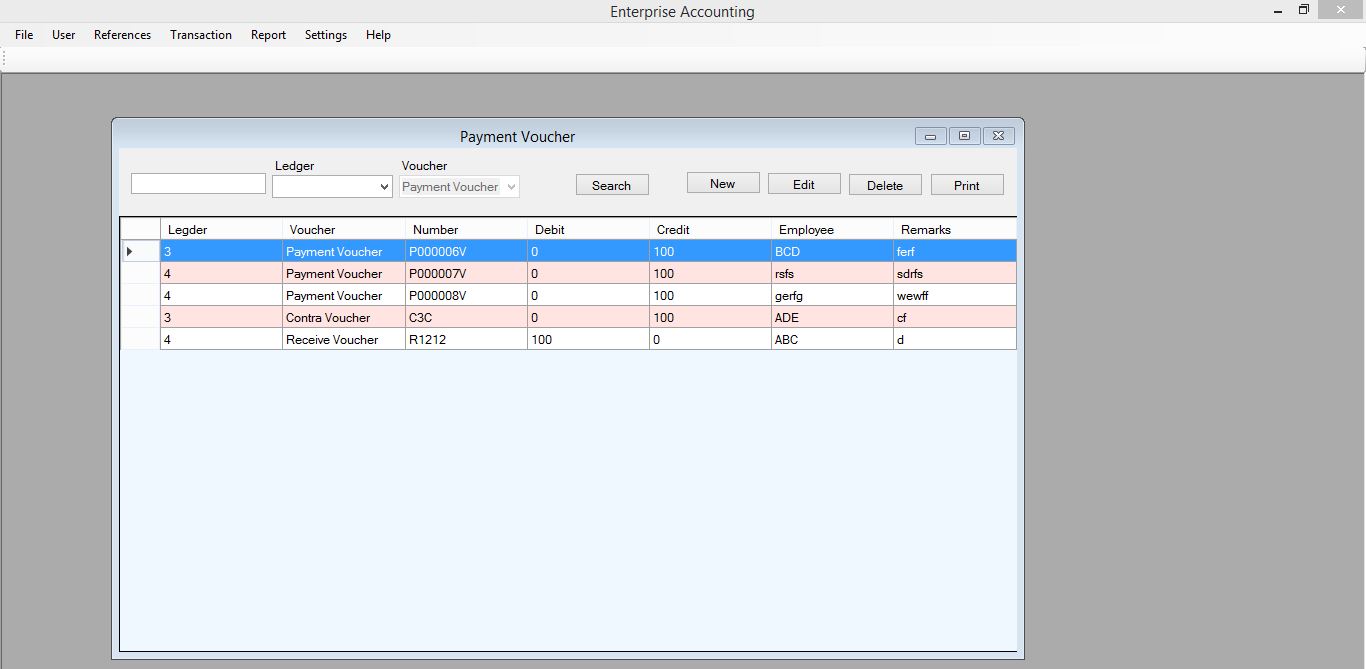 Enterprise Accounting
File User References Transaction Report Settings Help
Payment Voucher
Ledger Voucher
Payment Voucher Search New Edit Delete Print
Legder Voucher Number Debit Credit Employee Remarks
3 Payment Voucher P000006V 0 100 BCD ferf
4 Payment Voucher P000007V 0 100 rsfs sdrfs
4 Payment Voucher P000008V 0 100 gerfg wewff
3 Contra Voucher C3C 0 100 ADE cf
4 Receive Voucher R1212 100 0 ABC d